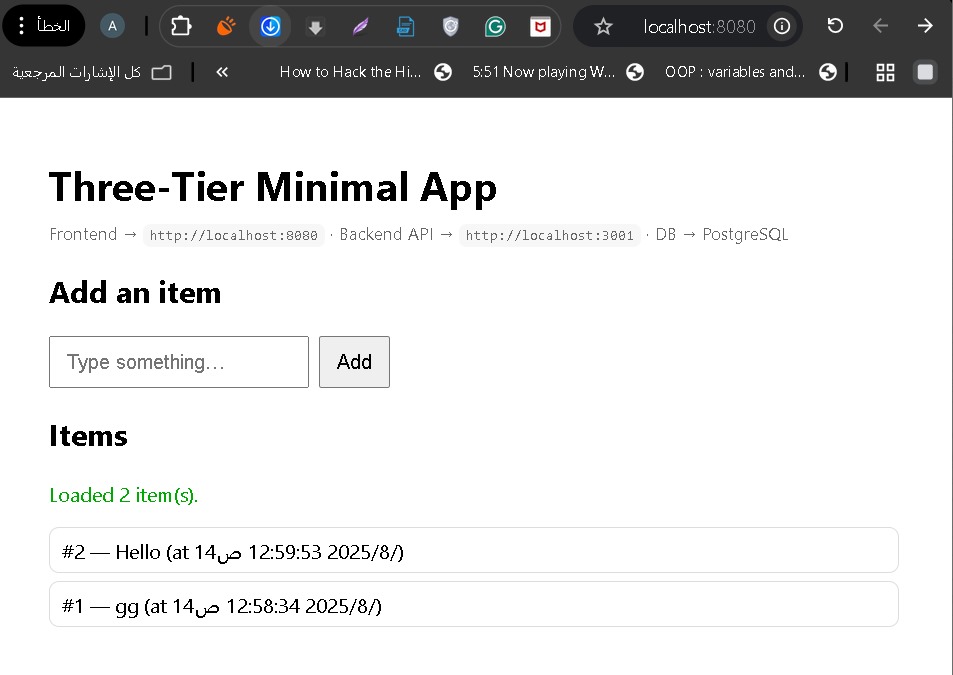 الخطأ A localhost:8080
كل الإشارات المرجعية « How to Hack the Hi... 5:51 Now playing W... OOP : variables and...
Three-Tier Minimal App
Frontend → http://localhost:8080 · Backend API → http://localhost:3001 · DB → PostgreSQL
Add an item
Type something… Add
Items
Loaded 2 item(s).
#2 — Hello (at 14‏/8‏/2025 12:59:53 ص)
#1 — gg (at 14‏/8‏/2025 12:58:34 ص)